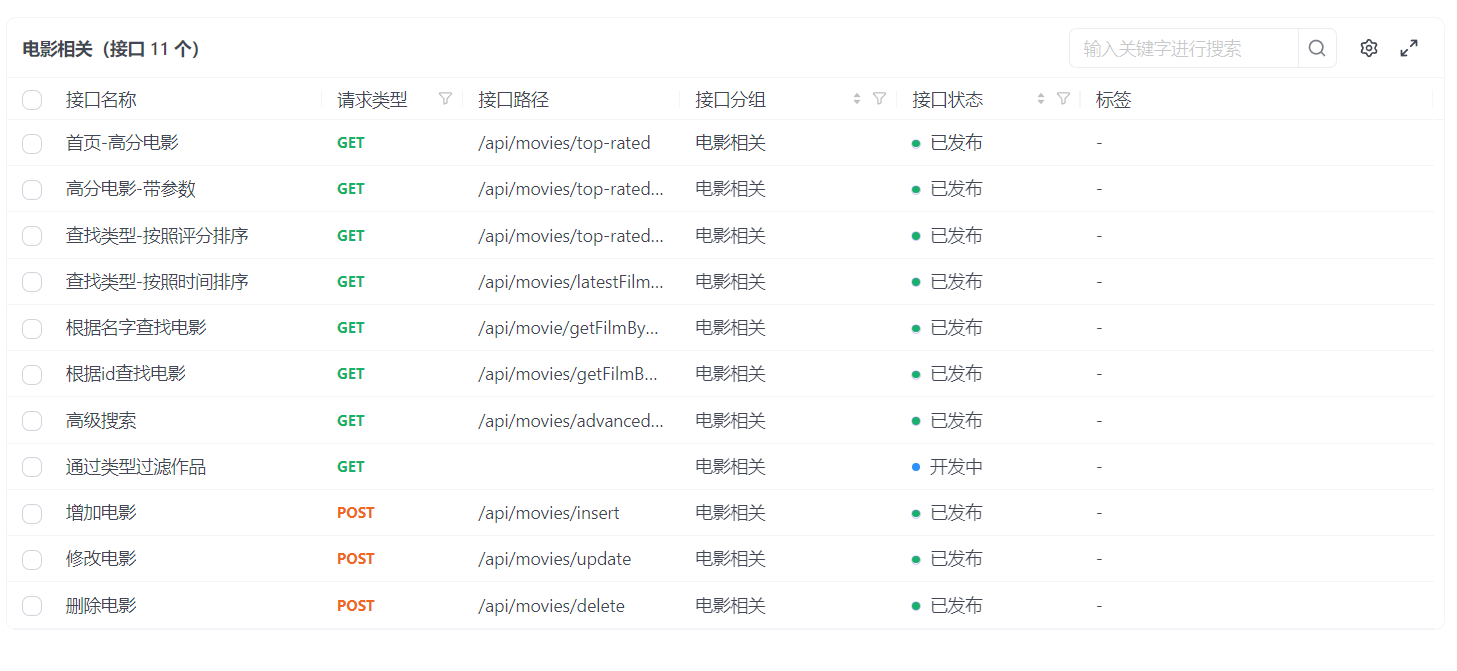 电影相关（接口 11 个）
输入关键字进行搜索
接口名称 请求类型 接口路径 接口分组 接口状态 标签
首页-高分电影 GET /api/movies/top-rated 电影相关 已发布 -
高分电影-带参数 GET /api/movies/top-rated... 电影相关 已发布 -
查找类型-按照评分排序 GET /api/movies/top-rated... 电影相关 已发布 -
查找类型-按照时间排序 GET /api/movies/latestFilm... 电影相关 已发布 -
根据名字查找电影 GET /api/movie/getFilmBy... 电影相关 已发布 -
根据id查找电影 GET /api/movies/getFilmB... 电影相关 已发布 -
高级搜索 GET /api/movies/advanced... 电影相关 已发布 -
通过类型过滤作品 GET 电影相关 开发中 -
增加电影 POST /api/movies/insert 电影相关 已发布 -
修改电影 POST /api/movies/update 电影相关 已发布 -
删除电影 POST /api/movies/delete 电影相关 已发布 -